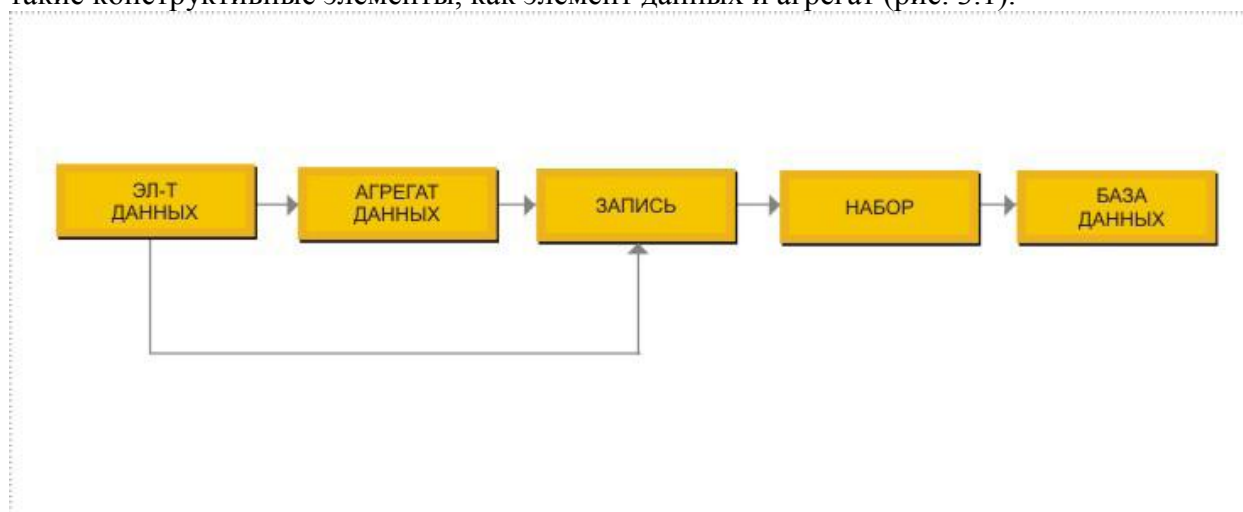 такие конструктивные элементы, как элемент данных и агрегат (рис. 3.1).
ЭЛ-Т
ДАННЫХ
АГРЕГАТ
ДАННЫХ
ЗАПИСЬ
НАБОР
БАЗА
ДАННЫХ